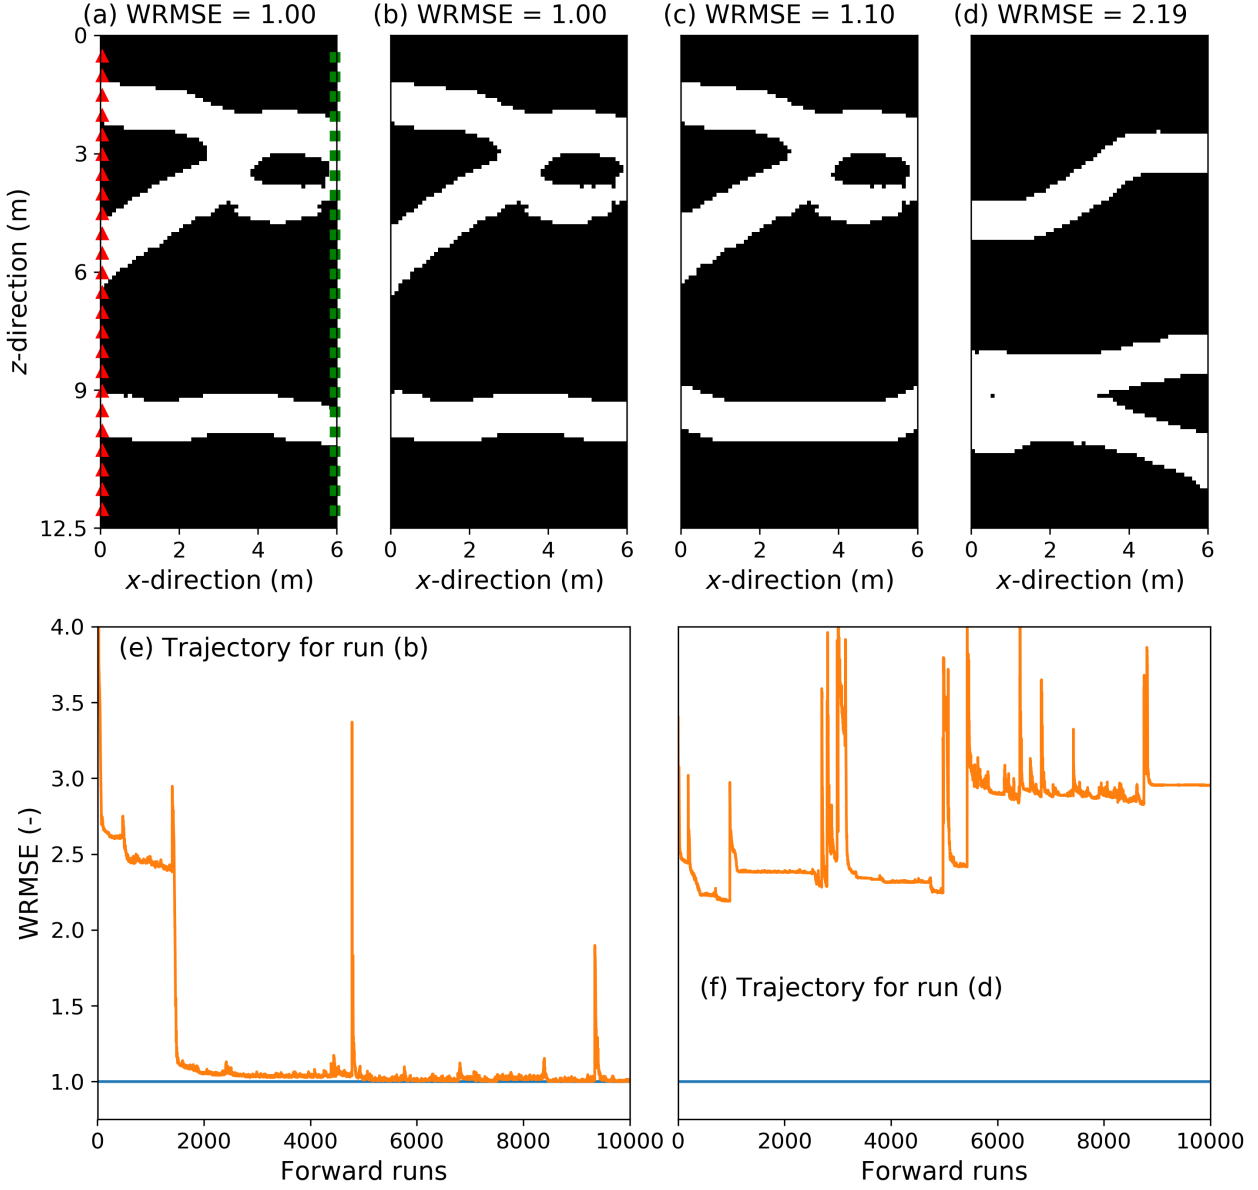 (a) WRMSE = 1.00 (b) WRMSE = 1.00 (c) WRMSE = 1.10 (d) WRMSE = 2.19
0
3
6
9
12.5
z-direction (m)
0 2 4 6 0 2 4 6 0 2 4 6 0 2 4 6
x-direction (m) x-direction (m) x-direction (m) x-direction (m)
4.0
3.5
3.0
2.5
2.0
1.5
1.0
WRMSE (-)
(e) Trajectory for run (b)
(f) Trajectory for run (d)
0 2000 4000 6000 8000 10000 0 2000 4000 6000 8000 10000
Forward runs Forward runs